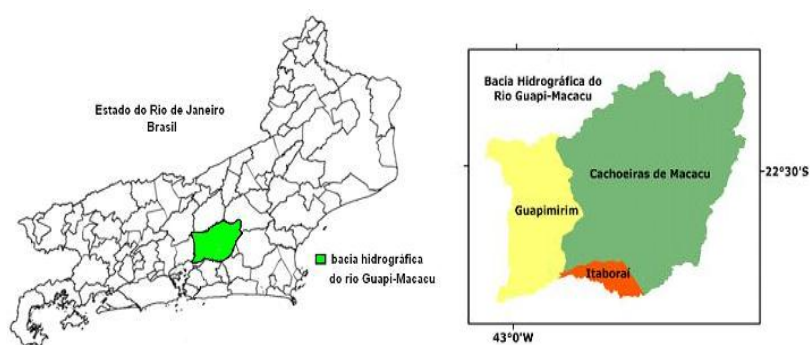 Estado do Rio de Janeiro
Brasil
bacia hidrográfica
do rio Guapi-Macacu
Bacia Hidrográfica do
Rio Guapi-Macacu
Cachoeiras de Macacu
22°30'S
Guapimirim
Itaboraí
43°0'W